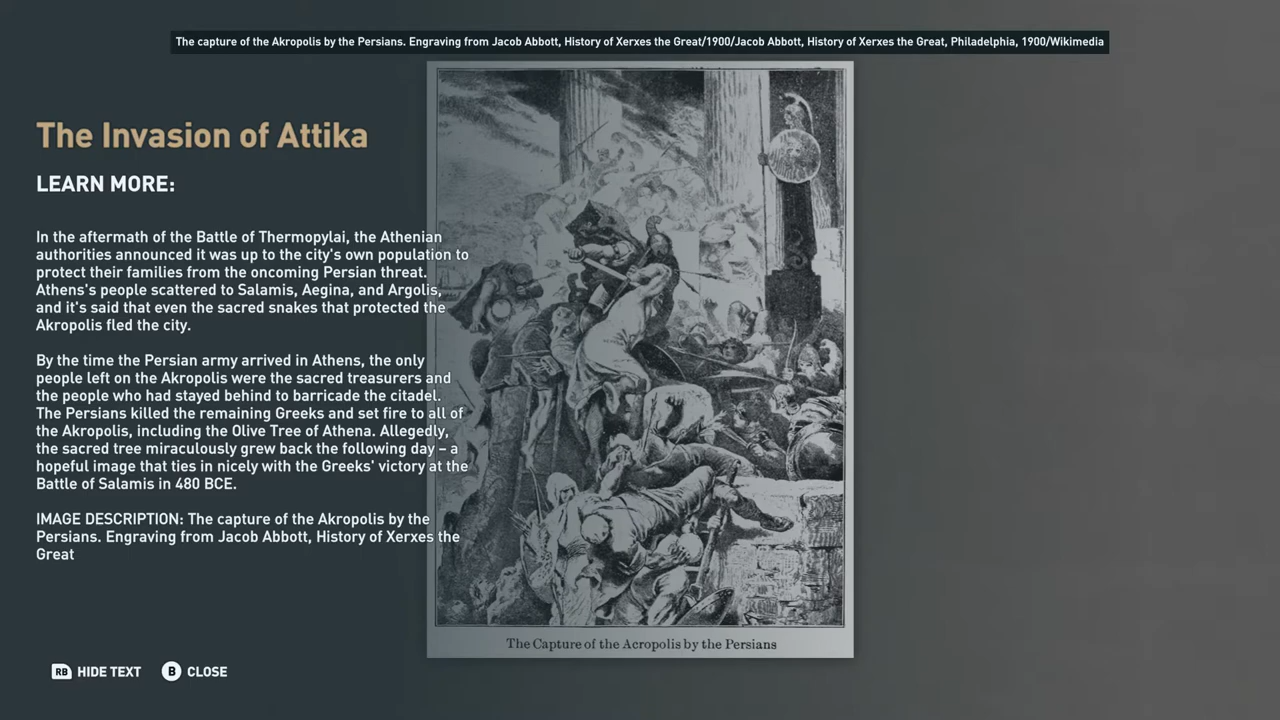 The capture of the Akropolis by the Persians. Engraving from Jacob Abbott, History of Xerxes the Great/1900/Jacob Abbott, History of Xerxes the Great, Philadelphia, 1900/Wikimedia
The Invasion of Attika
LEARN MORE:
In the aftermath of the Battle of Thermopylai, the Athenian
authorities announced it was up to the city's own population to
protect their families from the oncoming Persian threat.
Athens's people scattered to Salamis, Aegina, and Argolis,
and it's said that even the sacred snakes that protected the
Akropolis fled the city.
By the time the Persian army arrived in Athens, the only
people left on the Akropolis were the sacred treasurers and
the people who had stayed behind to barricade the citadel.
The Persians killed the remaining Greeks and set fire to all of
the Akropolis, including the Olive Tree of Athena. Allegedly,
the sacred tree miraculously grew back the following day – a
hopeful image that ties in nicely with the Greeks' victory at the
Battle of Salamis in 480 BCE.
IMAGE DESCRIPTION: The capture of the Akropolis by the
Persians. Engraving from Jacob Abbott, History of Xerxes the
Great
The Capture of the Acropolis by the Persians
RB HIDE TEXT B CLOSE